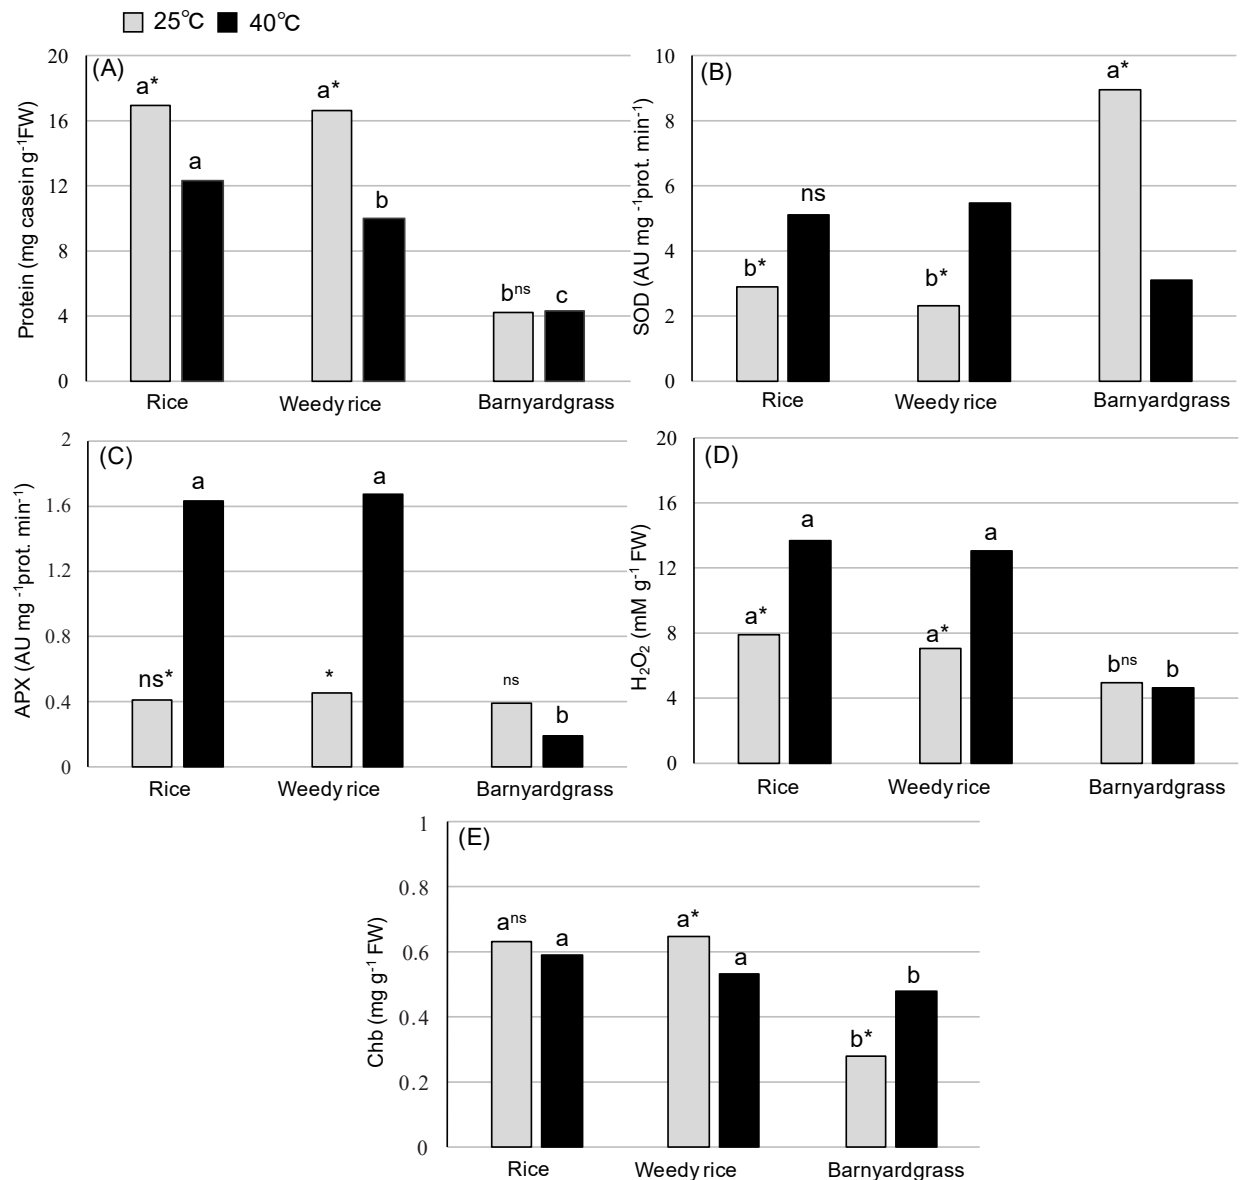 25°C 40°C
(A)
Protein (mg casein g⁻¹FW)
20
16
12
8
4
0
a* a a* b bⁿˢ c
Rice Weedy rice Barnyardgrass
(B)
SOD (AU mg ⁻¹prot. min⁻¹)
10
8
6
4
2
0
b* ns b* a*
Rice Weedy rice Barnyardgrass
(C)
APX (AU mg ⁻¹prot. min⁻¹)
2
1.6
1.2
0.8
0.4
0
ns* a * a ns b
Rice Weedy rice Barnyardgrass
(D)
H₂O₂ (mM g⁻¹ FW)
20
16
12
8
4
0
a* a a* a bⁿˢ b
Rice Weedy rice Barnyardgrass
(E)
Chb (mg g⁻¹ FW)
1
0.8
0.6
0.4
0.2
0
aⁿˢ a a* a b* b
Rice Weedy rice Barnyardgrass